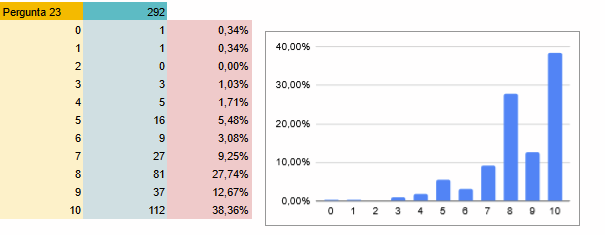 Pergunta 23 292
0 1 0,34%
1 1 0,34%
2 0 0,00%
3 3 1,03%
4 5 1,71%
5 16 5,48%
6 9 3,08%
7 27 9,25%
8 81 27,74%
9 37 12,67%
10 112 38,36%
40,00%
30,00%
20,00%
10,00%
0,00%
0 1 2 3 4 5 6 7 8 9 10